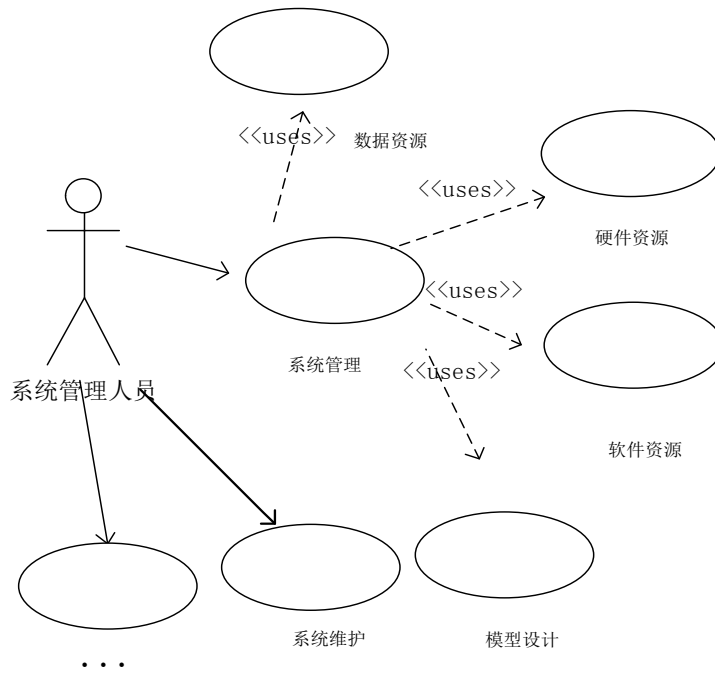 <<uses>>
数据资源
<<uses>>
硬件资源
<<uses>>
系统管理
<<uses>>
系统管理人员
软件资源
系统维护
模型设计
...